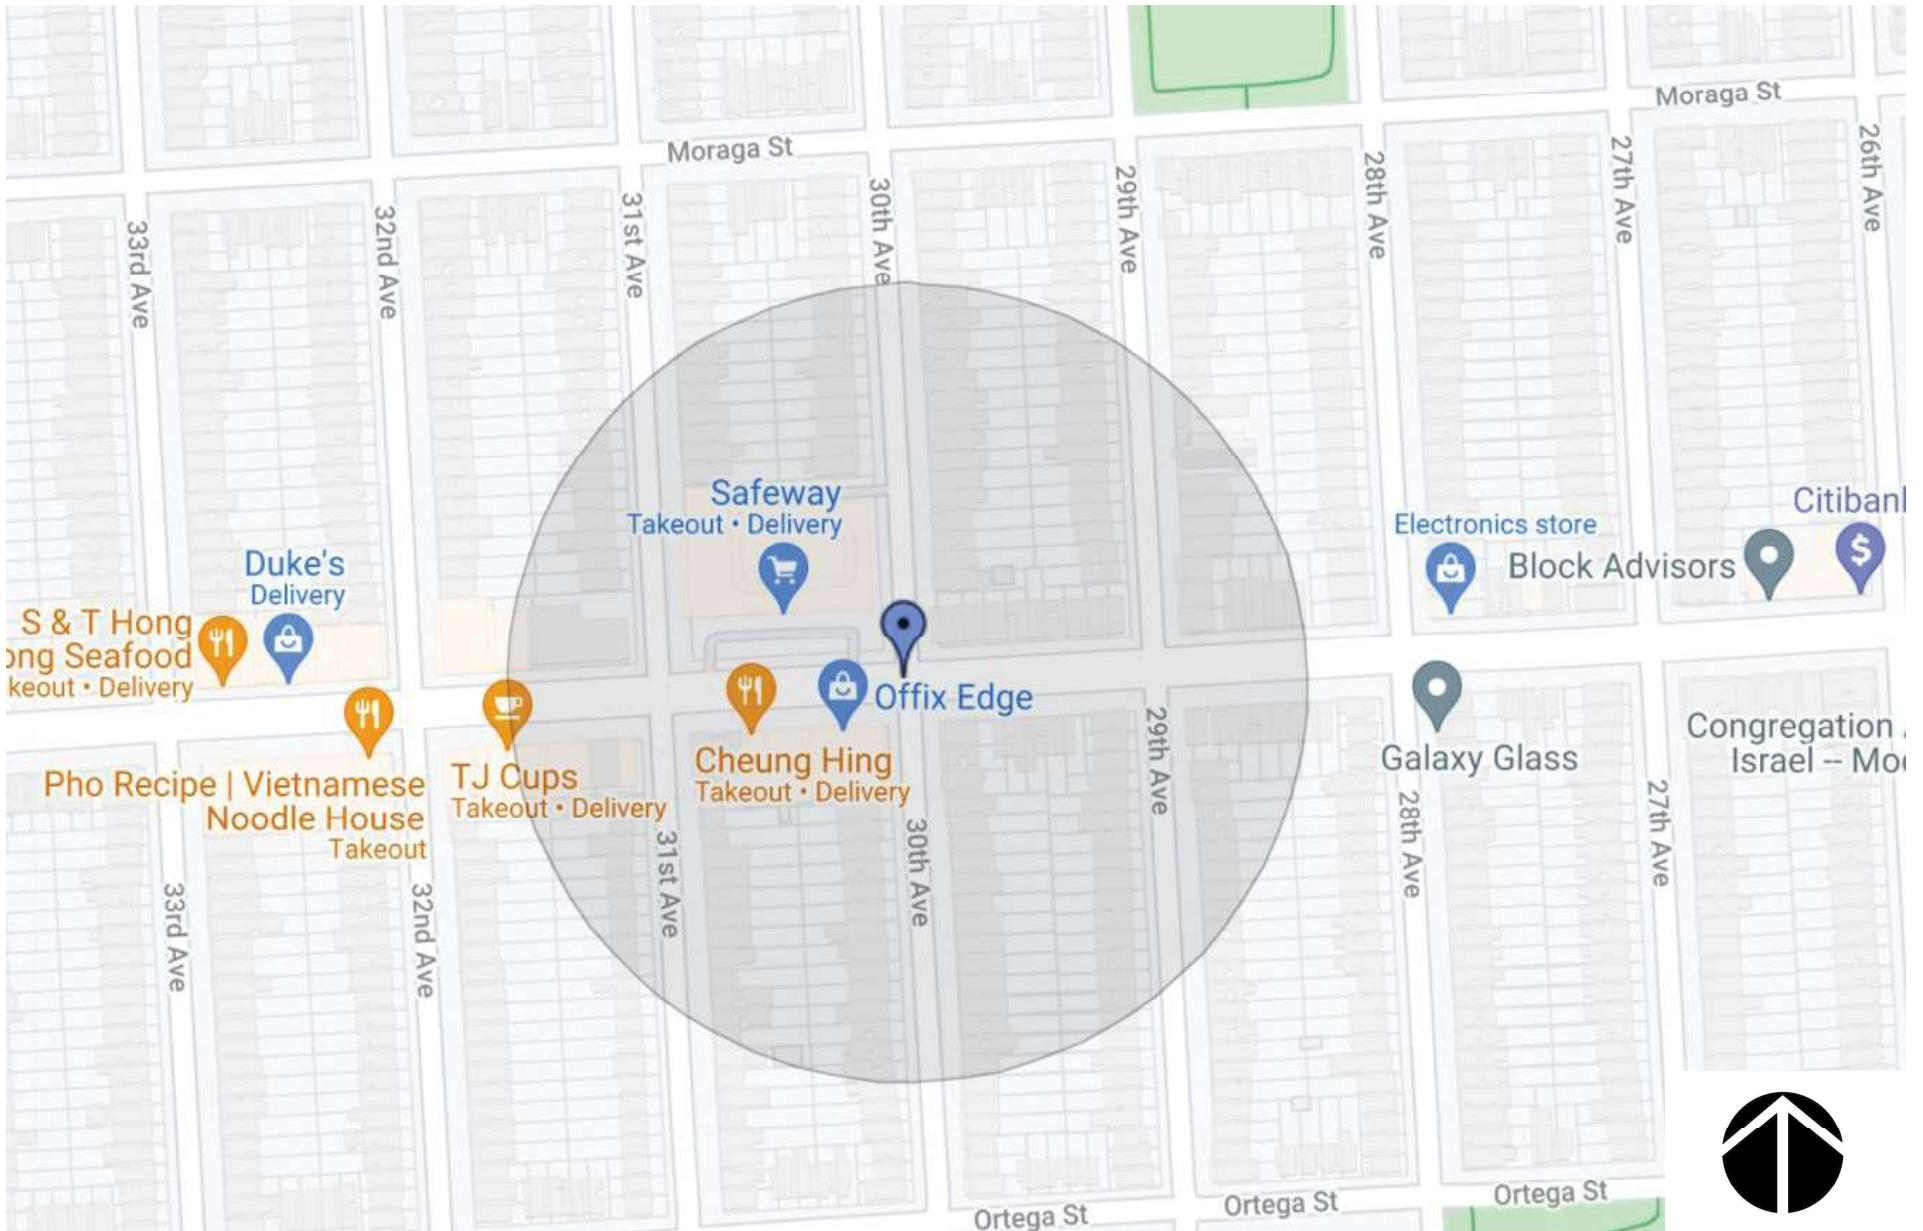 Moraga St
Moraga St
33rd Ave
32nd Ave
31st Ave
30th Ave
29th Ave
28th Ave
27th Ave
26th Ave
Safeway
Takeout • Delivery
Duke's
Delivery
S & T Hong
ong Seafood
keout • Delivery
Pho Recipe | Vietnamese
Noodle House
Takeout
TJ Cups
Takeout • Delivery
Cheung Hing
Takeout • Delivery
Offix Edge
Electronics store
Block Advisors
Citibank
$
Galaxy Glass
Congregation
Israel – Mo
33rd Ave
32nd Ave
31st Ave
30th Ave
29th Ave
28th Ave
27th Ave
Ortega St
Ortega St
Ortega St